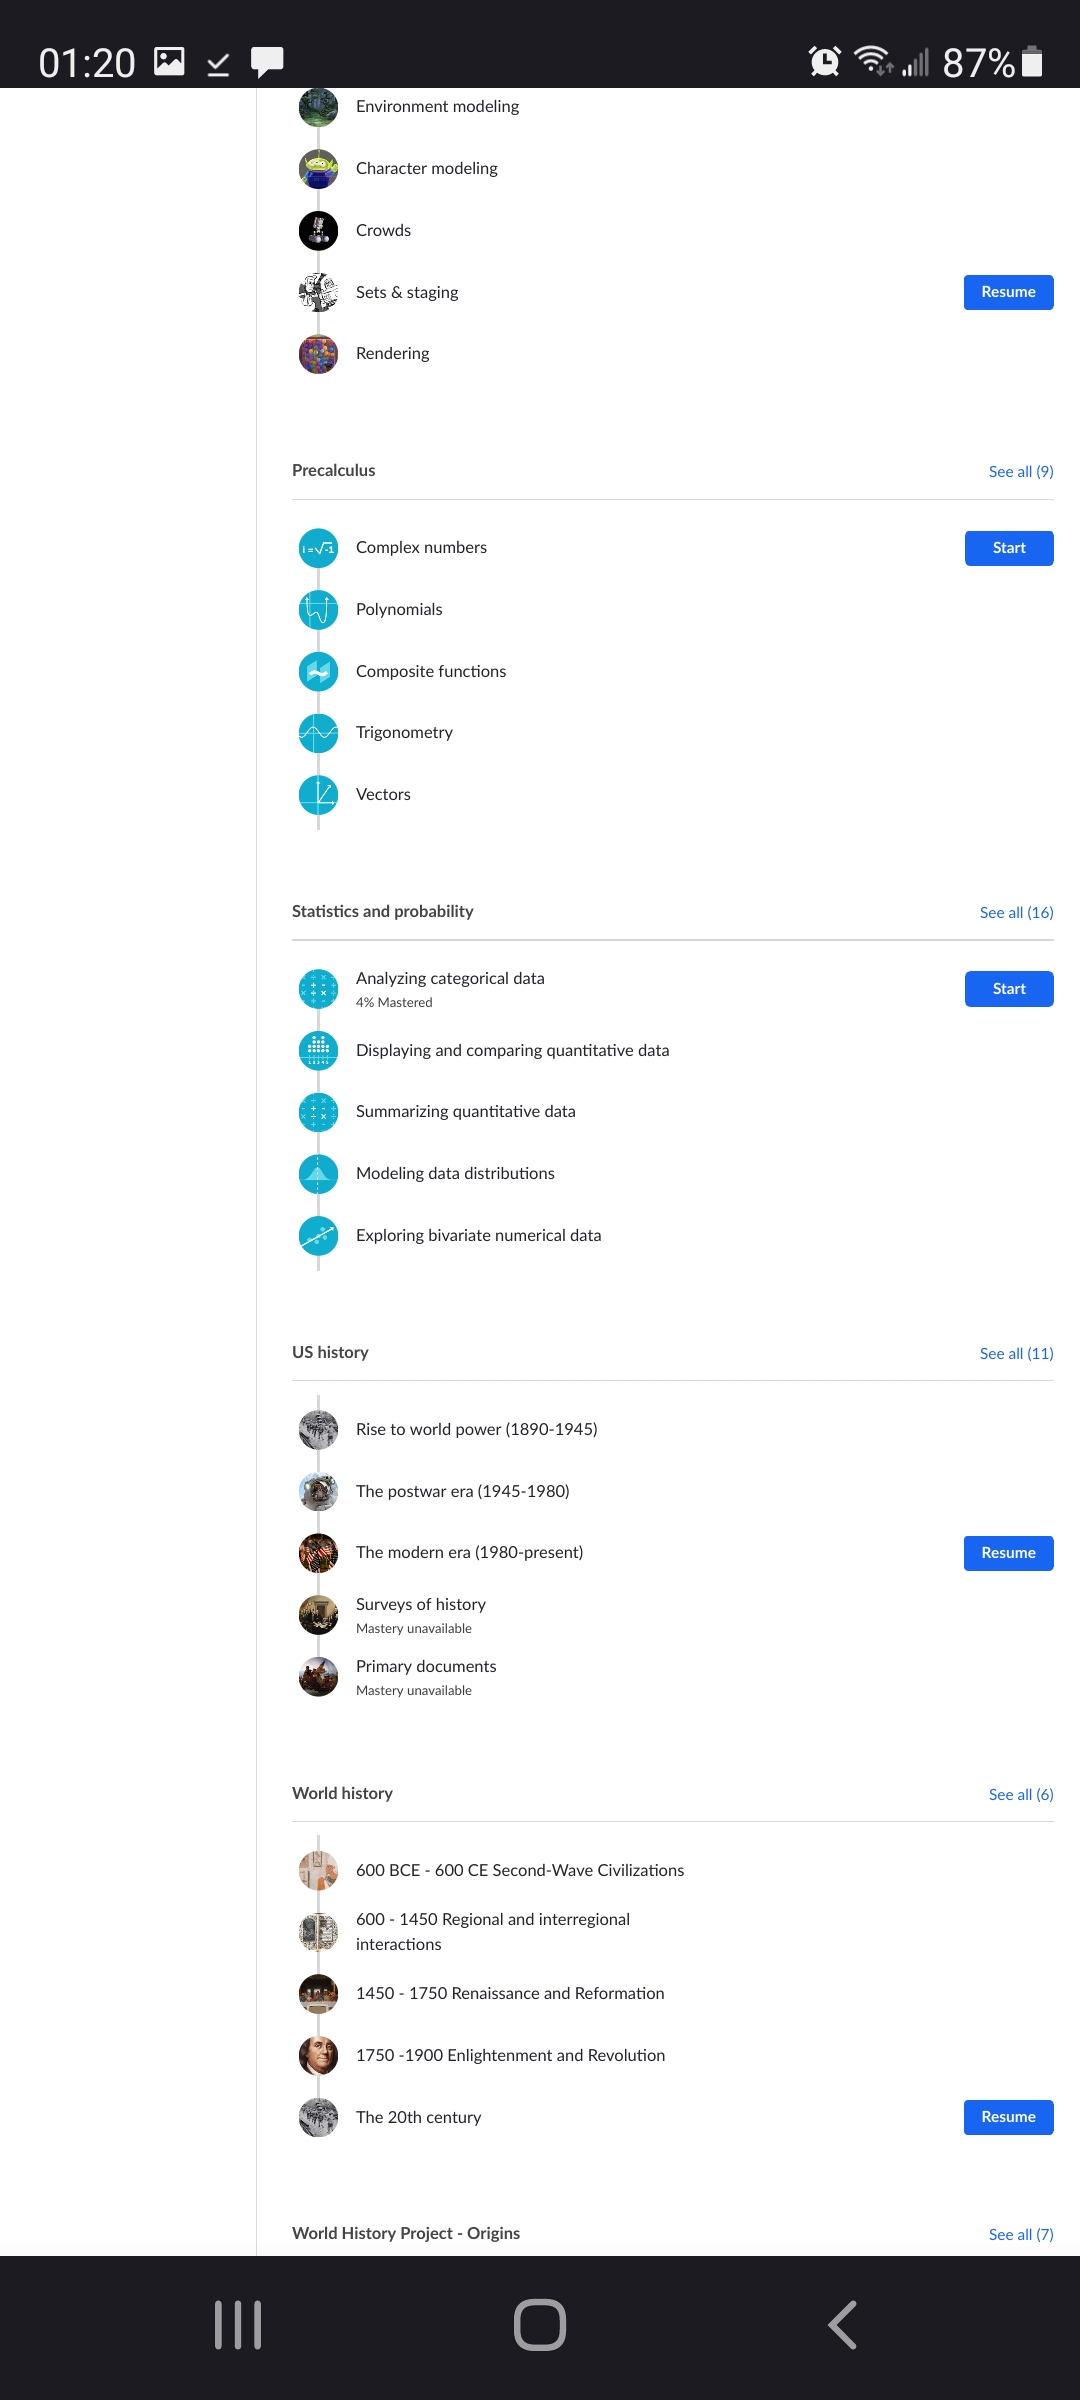 01:20 87%
Environment modeling
Character modeling
Crowds
Sets & staging Resume
Rendering
Precalculus See all (9)
i = √-1 Complex numbers Start
Polynomials
Composite functions
Trigonometry
Vectors
Statistics and probability See all (16)
Analyzing categorical data
4% Mastered Start
Displaying and comparing quantitative data
Summarizing quantitative data
Modeling data distributions
Exploring bivariate numerical data
US history See all (11)
Rise to world power (1890-1945)
The postwar era (1945-1980)
The modern era (1980-present) Resume
Surveys of history
Mastery unavailable
Primary documents
Mastery unavailable
World history See all (6)
600 BCE - 600 CE Second-Wave Civilizations
600 - 1450 Regional and interregional
interactions
1450 - 1750 Renaissance and Reformation
1750 -1900 Enlightenment and Revolution
The 20th century Resume
World History Project - Origins See all (7)